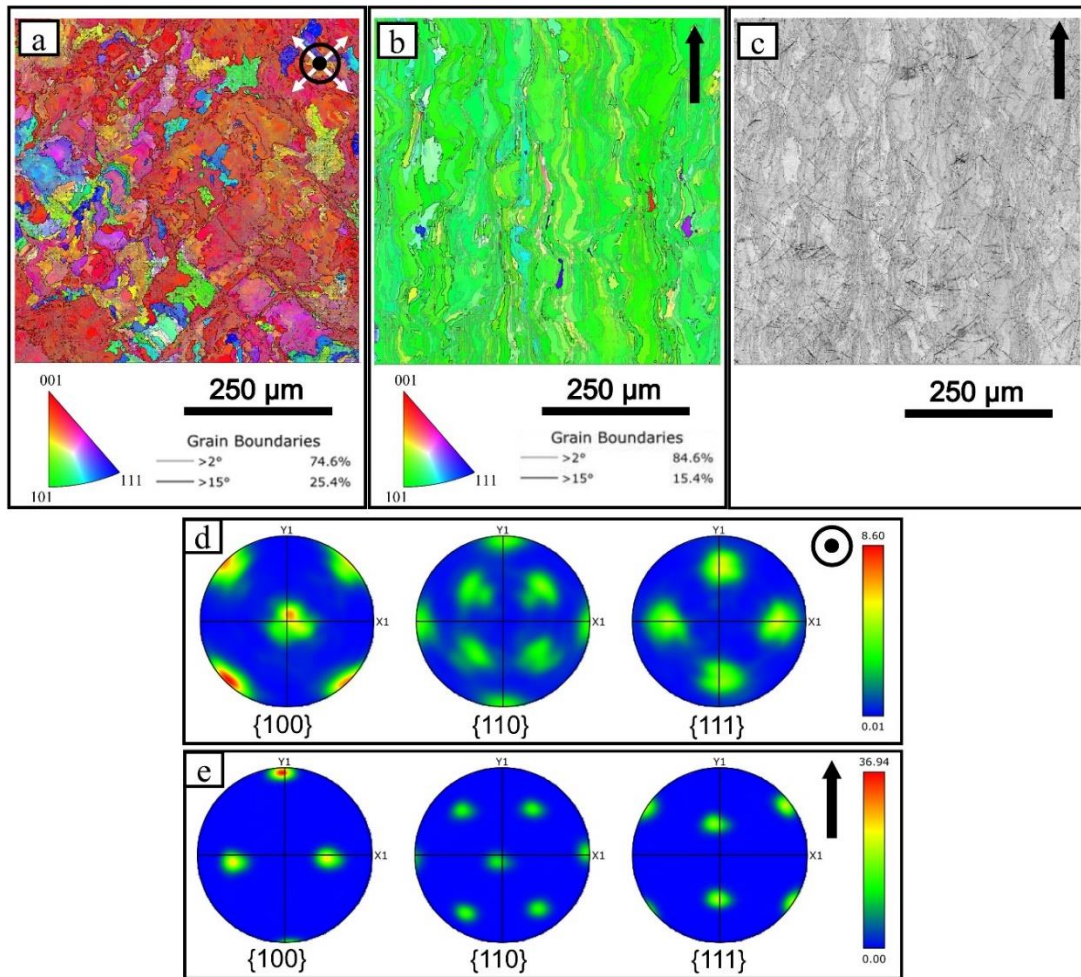 a
b
c
001
101
111
250 µm
Grain Boundaries
>2° 74.6%
>15° 25.4%
001
101
111
250 µm
Grain Boundaries
>2° 84.6%
>15° 15.4%
250 µm
d
Y1
X1
{100}
Y1
X1
{110}
Y1
X1
{111}
8.60
0.01
e
Y1
X1
{100}
Y1
X1
{110}
Y1
X1
{111}
36.94
0.00